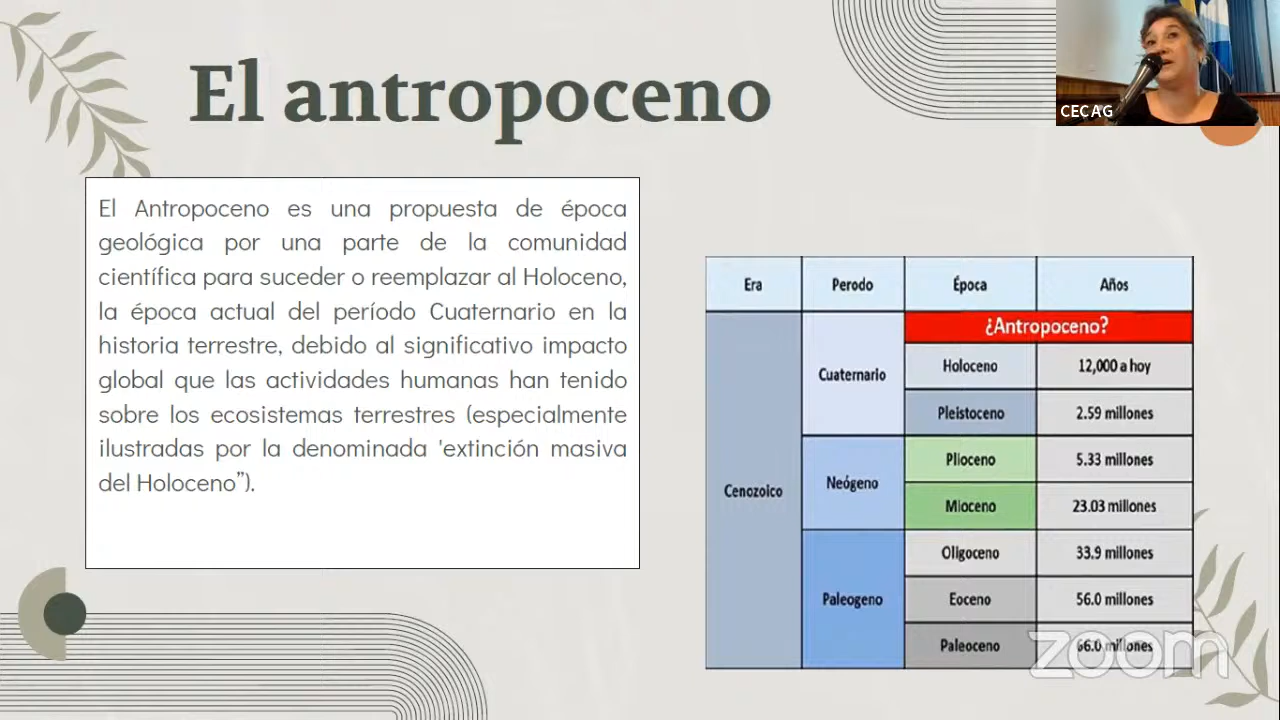 El antropoceno
CECAG
El Antropoceno es una propuesta de época
geológica por una parte de la comunidad
científica para suceder o reemplazar al Holoceno,
la época actual del período Cuaternario en la
historia terrestre, debido al significativo impacto
global que las actividades humanas han tenido
sobre los ecosistemas terrestres (especialmente
ilustradas por la denominada 'extinción masiva
del Holoceno”).
Era Perodo Época Años
¿Antropoceno?
Cuaternario
Holoceno 12,000 a hoy
Pleistoceno 2.59 millones
Cenozoico
Neógeno
Plioceno 5.33 millones
Mioceno 23.03 millones
Paleogeno
Oligoceno 33.9 millones
Eoceno 56.0 millones
Paleoceno 66.0 millones
zoom